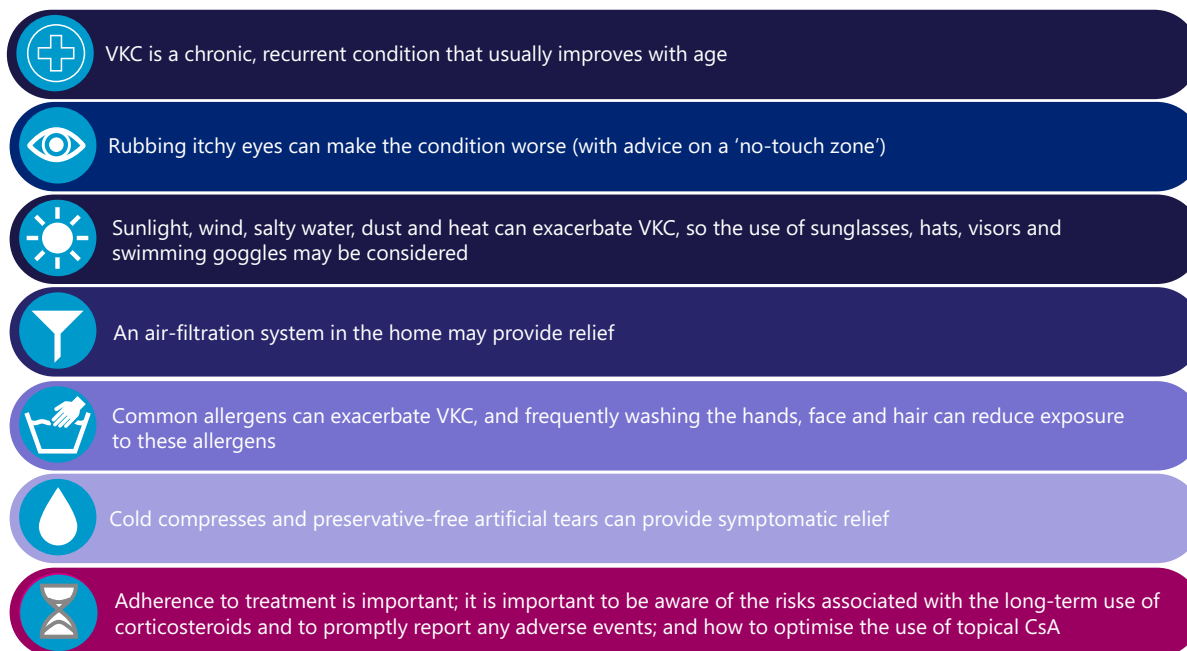 VKC is a chronic, recurrent condition that usually improves with age
Rubbing itchy eyes can make the condition worse (with advice on a ‘no-touch zone’)
Sunlight, wind, salty water, dust and heat can exacerbate VKC, so the use of sunglasses, hats, visors and
swimming goggles may be considered
An air-filtration system in the home may provide relief
Common allergens can exacerbate VKC, and frequently washing the hands, face and hair can reduce exposure
to these allergens
Cold compresses and preservative-free artificial tears can provide symptomatic relief
Adherence to treatment is important; it is important to be aware of the risks associated with the long-term use of
corticosteroids and to promptly report any adverse events; and how to optimise the use of topical CsA